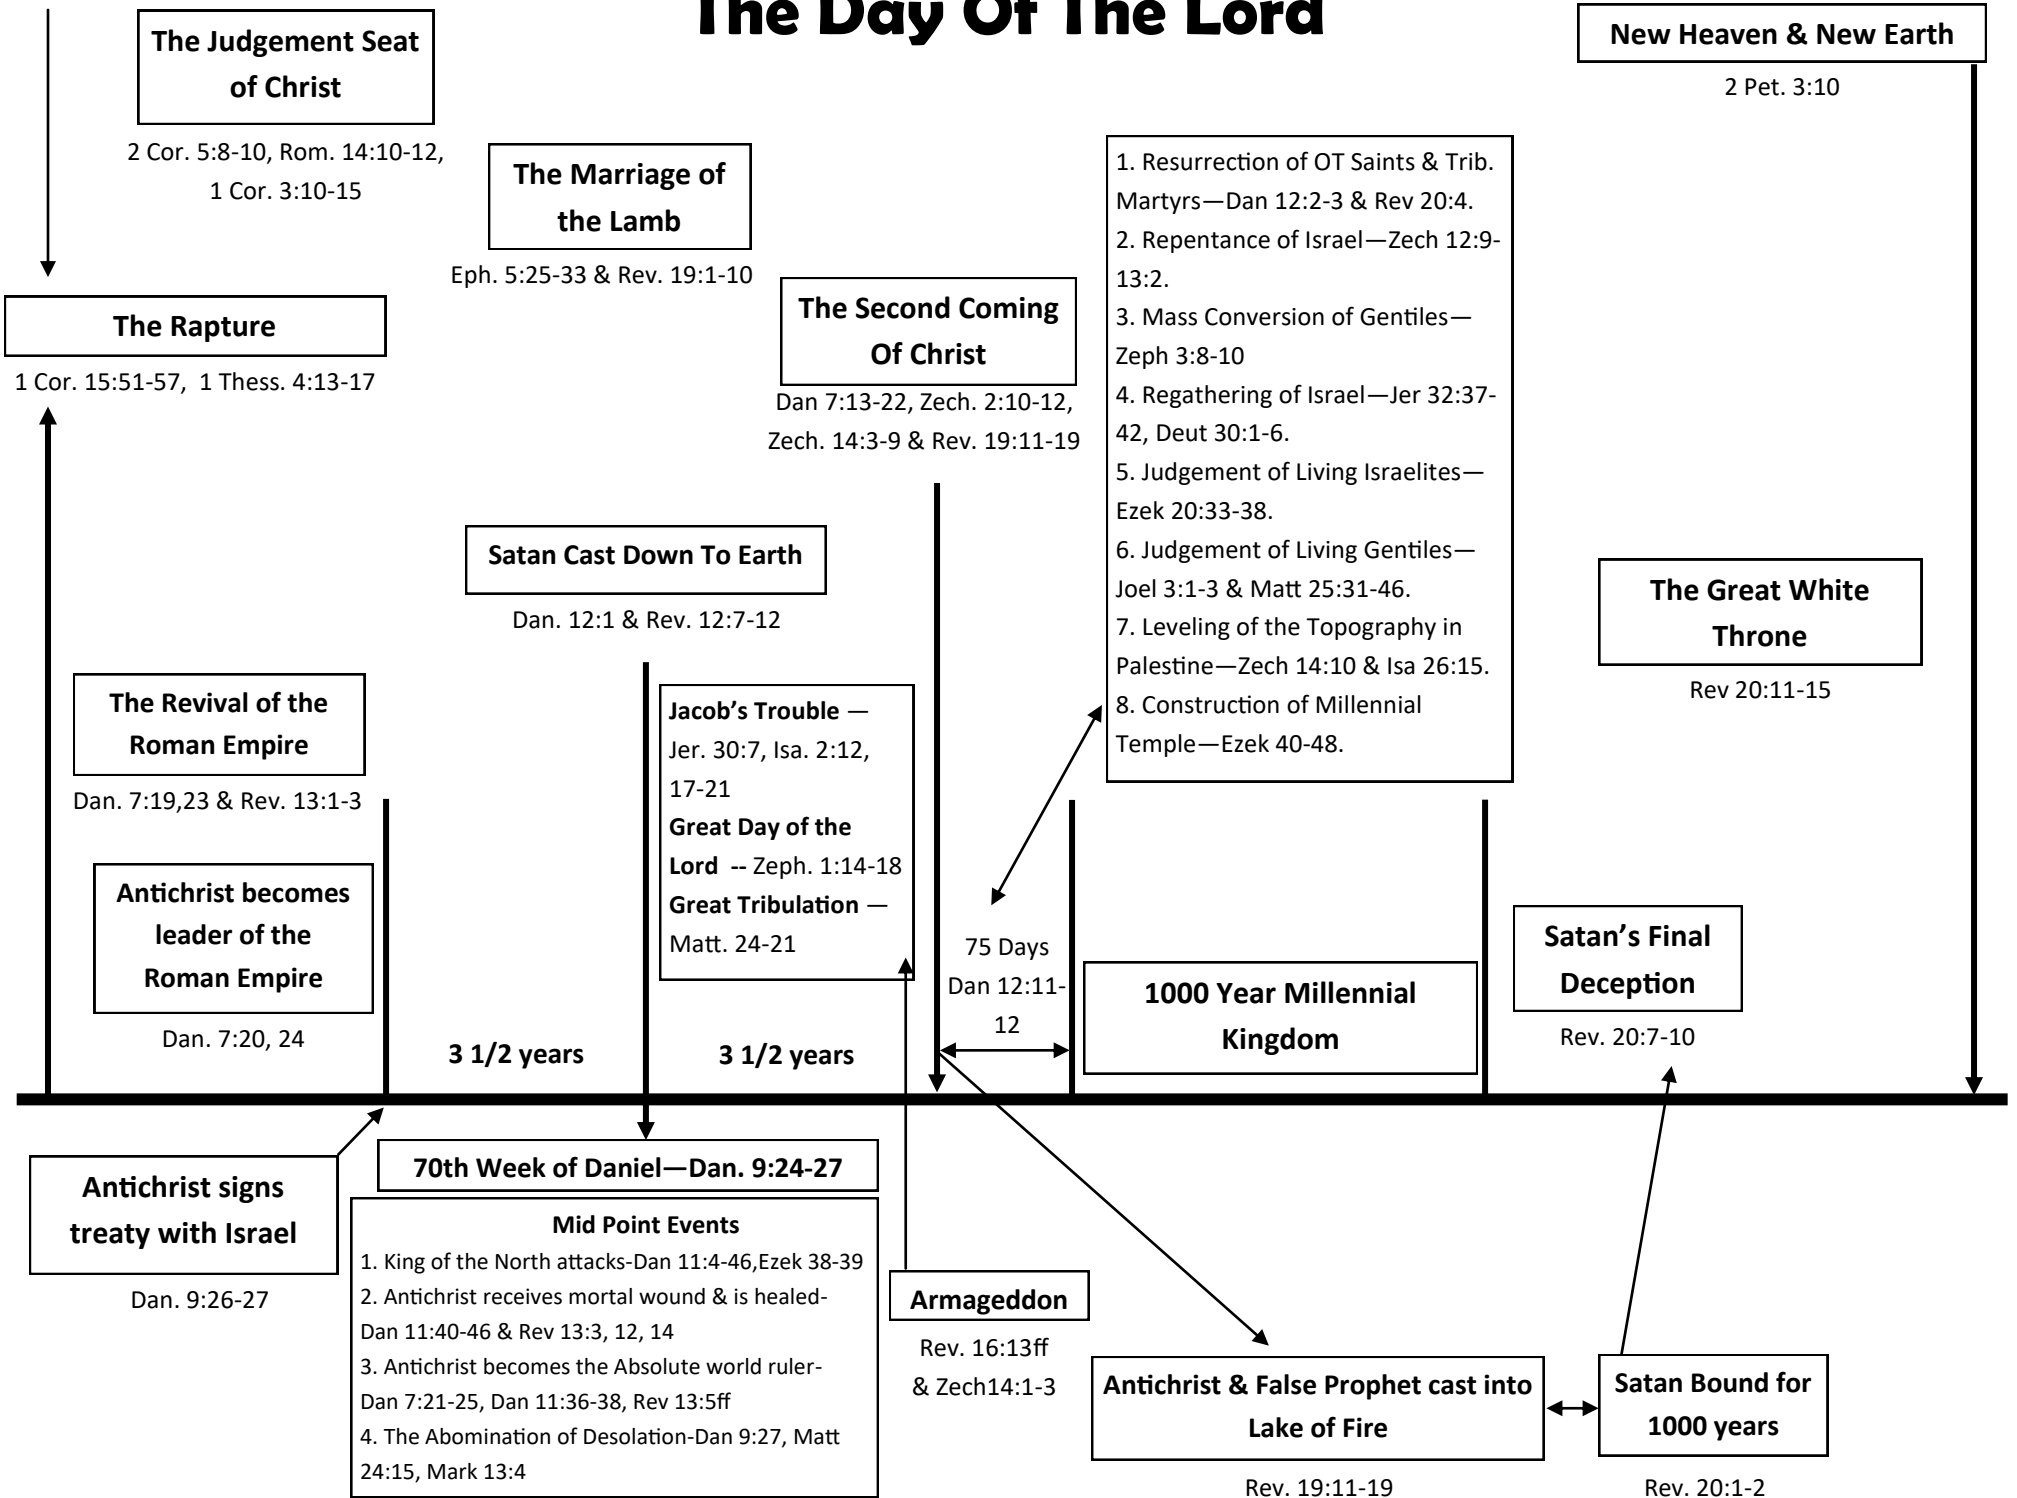 The Day Of The Lord
The Judgement Seat
of Christ
2 Cor. 5:8-10, Rom. 14:10-12,
1 Cor. 3:10-15
New Heaven & New Earth
2 Pet. 3:10
The Marriage of
the Lamb
Eph. 5:25-33 & Rev. 19:1-10
The Rapture
1 Cor. 15:51-57,  1 Thess. 4:13-17
The Second Coming
Of Christ
Dan 7:13-22, Zech. 2:10-12,
Zech. 14:3-9 & Rev. 19:11-19
1. Resurrection of OT Saints & Trib.
Martyrs—Dan 12:2-3 & Rev 20:4.
2. Repentance of Israel—Zech 12:9-
13:2.
3. Mass Conversion of Gentiles—
Zeph 3:8-10
4. Regathering of Israel—Jer 32:37-
42, Deut 30:1-6.
5. Judgement of Living Israelites—
Ezek 20:33-38.
6. Judgement of Living Gentiles—
Joel 3:1-3 & Matt 25:31-46.
7. Leveling of the Topography in
Palestine—Zech 14:10 & Isa 26:15.
8. Construction of Millennial
Temple—Ezek 40-48.
Satan Cast Down To Earth
Dan. 12:1 & Rev. 12:7-12
The Great White
Throne
Rev 20:11-15
The Revival of the
Roman Empire
Dan. 7:19,23 & Rev. 13:1-3
Antichrist becomes
leader of the
Roman Empire
Dan. 7:20, 24
Jacob’s Trouble —
Jer. 30:7, Isa. 2:12,
17-21
Great Day of the
Lord  -- Zeph. 1:14-18
Great Tribulation —
Matt. 24-21
75 Days
Dan 12:11-
12
1000 Year Millennial
Kingdom
Satan’s Final
Deception
Rev. 20:7-10
3 1/2 years
3 1/2 years
Antichrist signs
treaty with Israel
Dan. 9:26-27
70th Week of Daniel—Dan. 9:24-27
Mid Point Events
1. King of the North attacks-Dan 11:4-46,Ezek 38-39
2. Antichrist receives mortal wound & is healed-
Dan 11:40-46 & Rev 13:3, 12, 14
3. Antichrist becomes the Absolute world ruler-
Dan 7:21-25, Dan 11:36-38, Rev 13:5ff
4. The Abomination of Desolation-Dan 9:27, Matt
24:15, Mark 13:4
Armageddon
Rev. 16:13ff
& Zech14:1-3
Antichrist & False Prophet cast into
Lake of Fire
Rev. 19:11-19
Satan Bound for
1000 years
Rev. 20:1-2